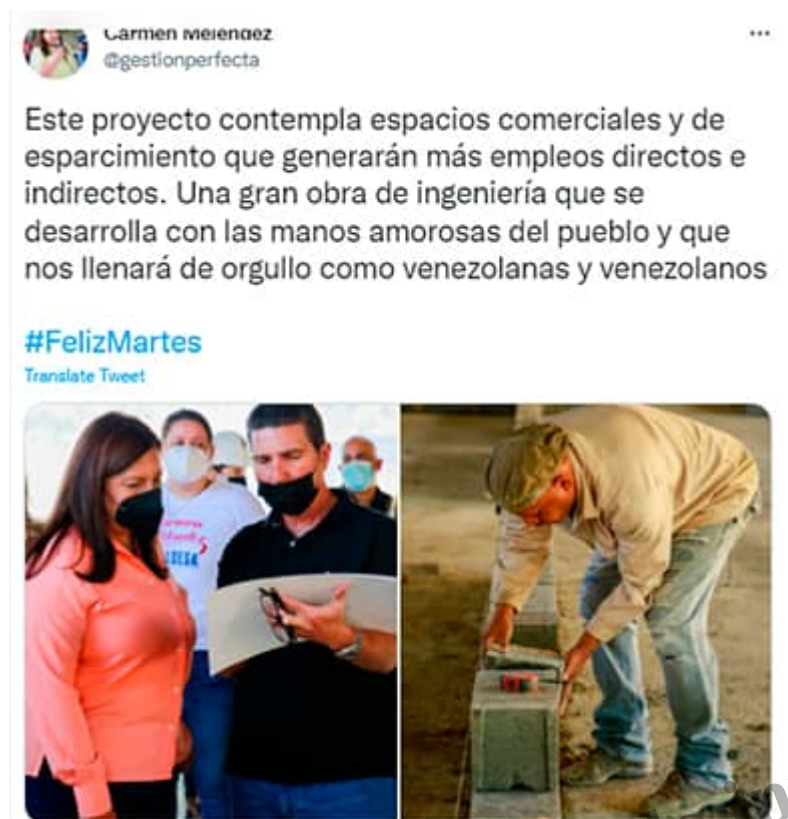 Carmen Meléndez
@gestionperfecta
Este proyecto contempla espacios comerciales y de
esparcimiento que generarán más empleos directos e
indirectos. Una gran obra de ingeniería que se
desarrolla con las manos amorosas del pueblo y que
nos llenará de orgullo como venezolanas y venezolanos
#FelizMartes
Translate Tweet